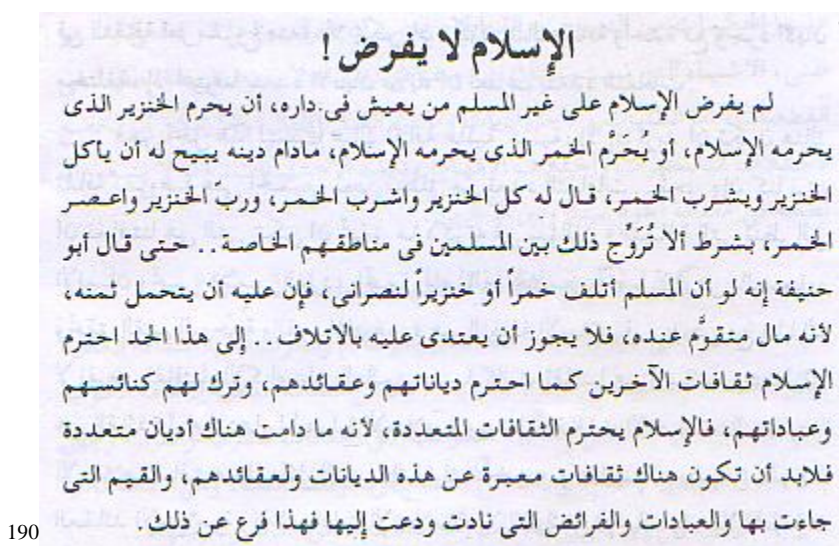 الإسلام لا يفرض !
لم يفرض الإسلام على غير المسلم من يعيش فى داره، أن يحرم الخنزير الذى
يحرمه الإسلام، أو يُحَرِّم الخمر الذى يحرمه الإسلام، مادام دينه يبيح له أن يأكل
الخنزير ويشرب الخمر، قال له كل الخنزير واشرب الخمر، وربِّ الخنزير واعصر
الخمر، بشرط ألا تُرَوِّج ذلك بين المسلمين فى مناطقهم الخاصة . . حتى قال أبو
حنيفة إنه لو أن المسلم أتلف خمراً أو خنزيراً لنصرانى، فإن عليه أن يتحمل ثمنه،
لأنه مال متقوَّم عنده، فلا يجوز أن يعتدى عليه بالاتلاف . . إلى هذا الحد احترم
الإسلام ثقافات الآخرين كما احترم دياناتهم وعقائدهم، وترك لهم كنائسهم
وعباداتهم، فالإسلام يحترم الثقافات المتعددة، لأنه ما دامت هناك أديان متعددة
فلابد أن تكون هناك ثقافات معبرة عن هذه الديانات ولعقائدهم، والقيم التى
جاءت بها والعبادات والفرائض التى نادت ودعت إليها فهذا فرع عن ذلك.
190